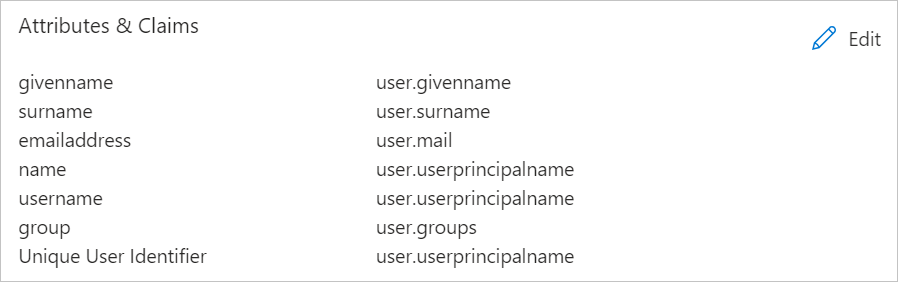 Attributes & Claims
Edit
givenname user.givenname
surname user.surname
emailaddress user.mail
name user.userprincipalname
username user.userprincipalname
group user.groups
Unique User Identifier user.userprincipalname